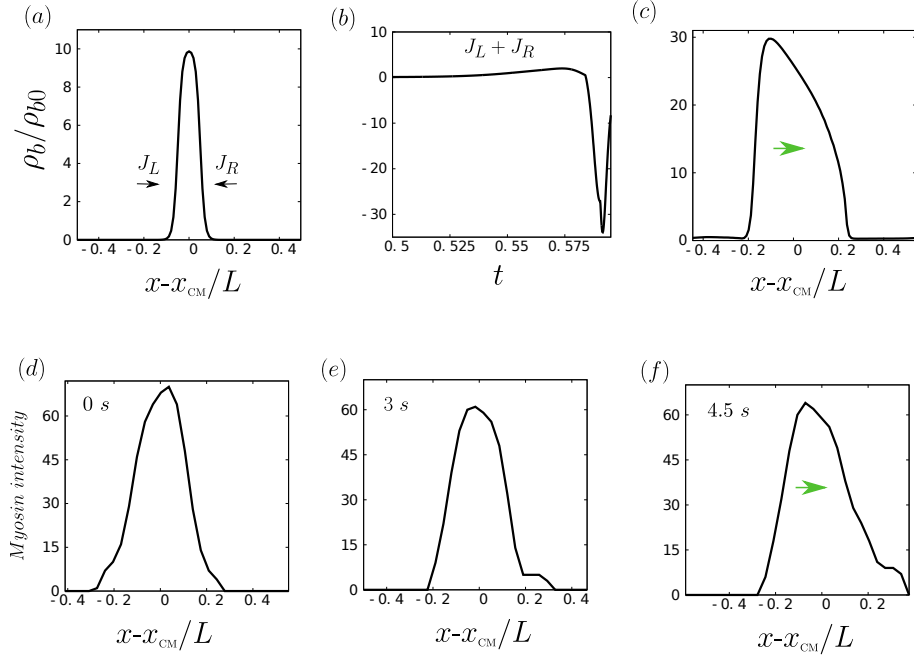 (a)
ρ_b/ρ_b0
10
8
6
4
2
0
J_L
J_R
-0.4 -0.2 0 0.2 0.4
x-x_CM/L
(b)
10
0
-10
-20
-30
J_L + J_R
0.5 0.525 0.55 0.575
t
(c)
30
20
10
0
-0.4 -0.2 0 0.2 0.4
x-x_CM/L
(d)
Myosin intensity
60
45
30
15
0
0 s
-0.4 -0.2 0 0.2 0.4
x-x_CM/L
(e)
60
45
30
15
0
3 s
-0.4 -0.2 0 0.2 0.4
x-x_CM/L
(f)
60
45
30
15
0
4.5 s
-0.4 -0.2 0 0.2
x-x_CM/L